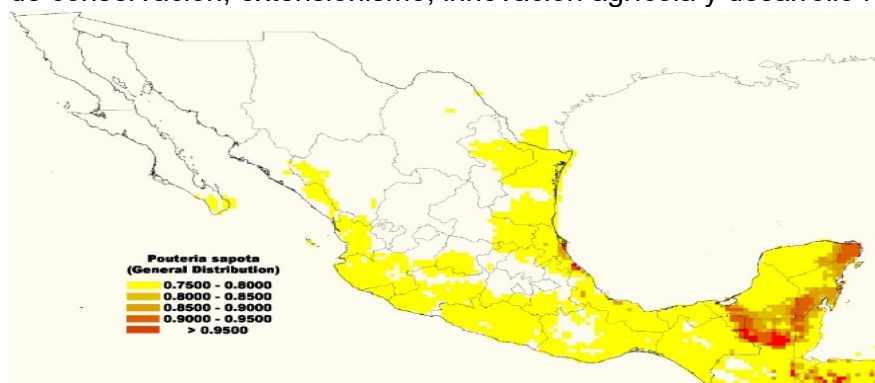 de conservación, extensionismo, innovación agrícola y desarrollo
Pouteria sapota
(General Distribution)
0.7500 - 0.8000
0.8000 - 0.8500
0.8500 - 0.9000
0.9000 - 0.9500
> 0.9500